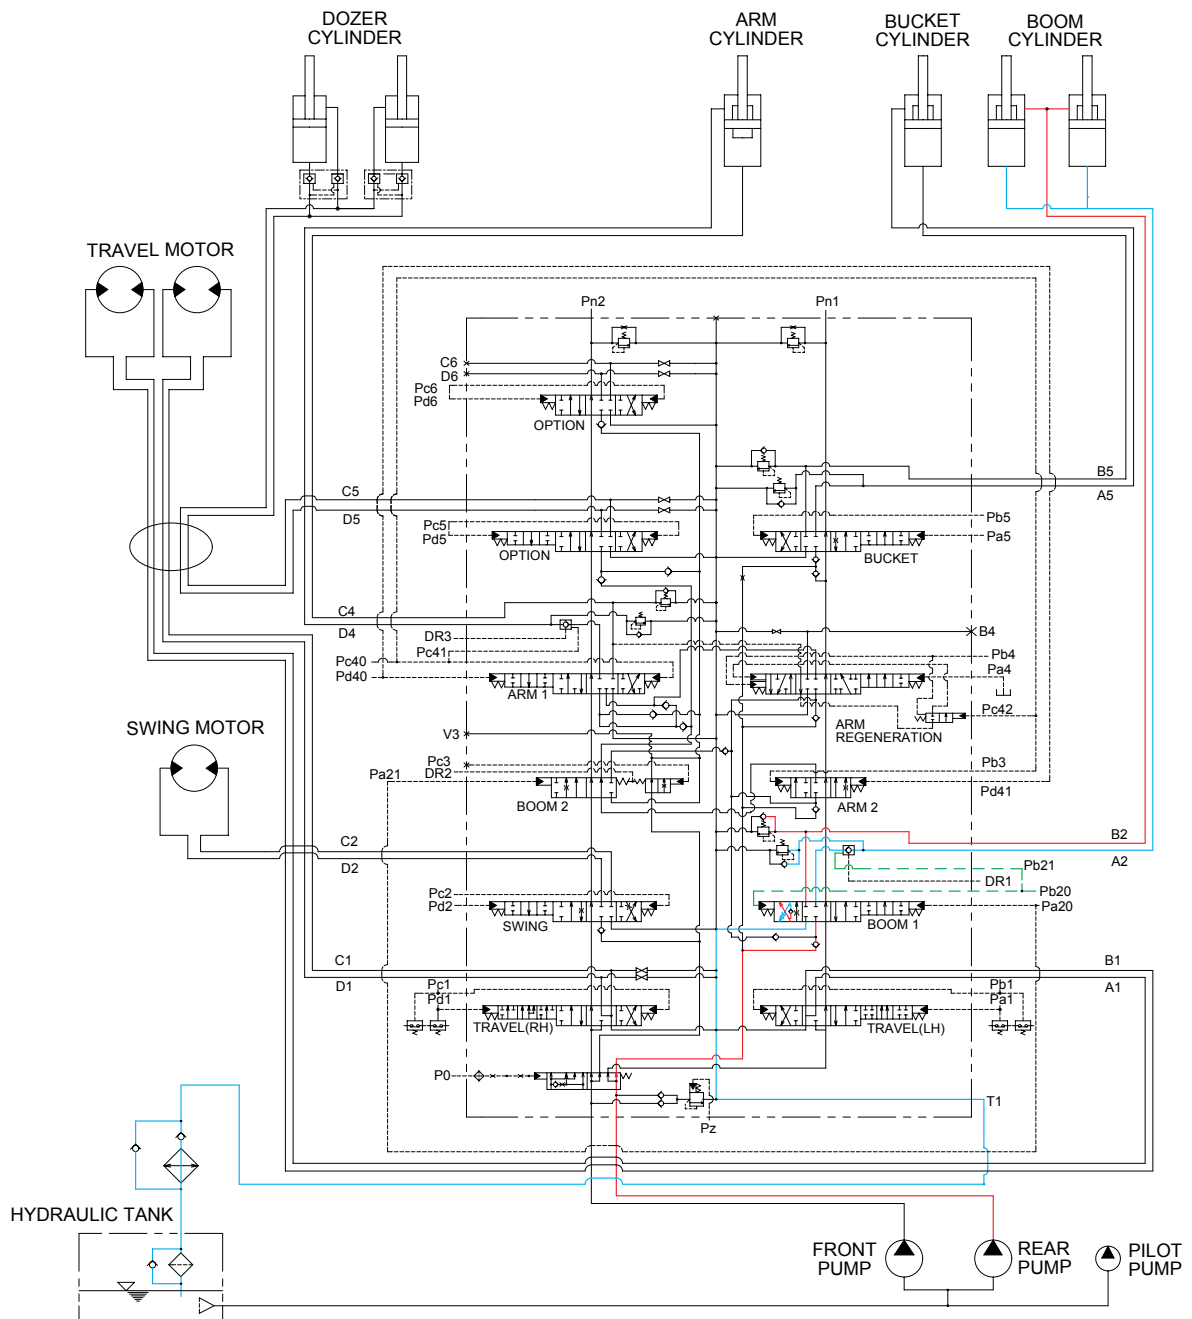 DOZER
CYLINDER
ARM
CYLINDER
BUCKET
CYLINDER
BOOM
CYLINDER
TRAVEL MOTOR
Pn2
Pn1
C6
D6
Pc6
Pd6
OPTION
B5
A5
C5
D5
Pc5
Pd5
OPTION
Pb5
Pa5
BUCKET
C4
D4
DR3
Pc41
Pc40
Pd40
ARM 1
B4
Pb4
Pa4
Pc42
ARM
REGENERATION
SWING MOTOR
V3
Pc3
DR2
Pa21
BOOM 2
Pb3
Pd41
ARM 2
B2
A2
C2
D2
Pb21
DR1
Pb20
Pa20
BOOM 1
Pc2
Pd2
SWING
C1
D1
B1
A1
Pc1
Pd1
TRAVEL(RH)
Pb1
Pa1
TRAVEL(LH)
P0
T1
Pz
HYDRAULIC TANK
FRONT
PUMP
REAR
PUMP
PILOT
PUMP